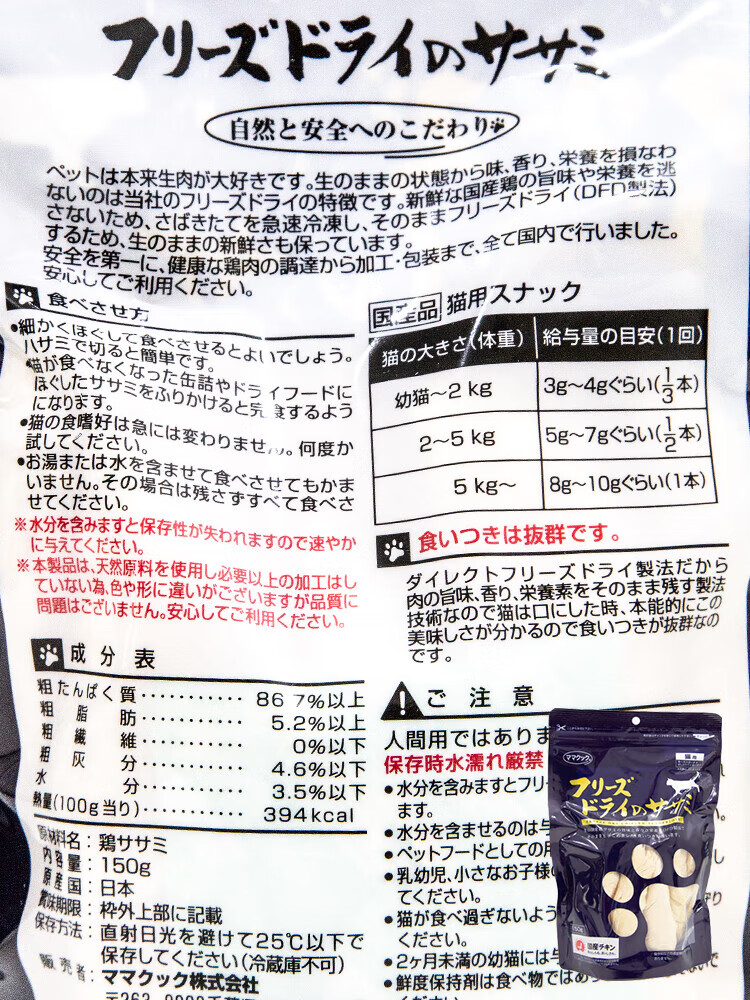 フリーズドライのササミ
自然と安全へのこだわり
ペットは本来生肉が大好きです。生のままの状態から味、香り、栄養を損なわ
ないのは当社のフリーズドライの特徴です。新鮮な国産鶏の旨味や栄養を逃
さないため、さばきたてを急速冷凍し、そのままフリーズドライ(DFD製法)
するため、生のままの新鮮さも保っています。
安全を第一に、健康な鶏肉の調達から加工・包装まで、全て国内で行いました。
安心してご利用ください。
食べさせ方
●細かくほぐして食べさせるとよいでしょう。
ハサミで切ると簡単です。
●猫が食べなくなった缶詰やドライフードに
ほぐしたササミをふりかけると完食するよう
になります。
●猫の食嗜好は急には変わりません。何度か
試してください。
●お湯または水を含ませて食べさせてもかま
いません。その場合は残さずすべて食べさ
せてください。
※水分を含みますと保存性が失われますので速やか
に与えてください。
※本製品は、天然原料を使用し必要以上の加工はし
ていない為、色や形に違いがございますが品質に
問題はございません。安心してご利用ください。
国産品 猫用スナック
猫の大きさ(体重) 給与量の目安(1回)
幼猫〜2 kg 3g〜4gぐらい(1/3本)
2〜5 kg 5g〜7gぐらい(1/2本)
5 kg〜 8g〜10gぐらい(1本)
食いつきは抜群です。
ダイレクトフリーズドライ製法だから
肉の旨味、香り、栄養素をそのまま残す製法
技術なので猫は口にした時、本能的にこの
美味しさが分かるので食いつきが抜群なの
です。
成分表
粗たんぱく質………… 86.7%以上
粗脂肪………… 5.2%以上
粗繊維………… 0%以下
粗灰分………… 4.6%以下
水分………… 3.5%以下
熱量(100g当り)………… 394kcal
原材料名：鶏ササミ
内容量：150g
原産国：日本
賞味期限：枠外上部に記載
保存方法：直射日光を避けて25℃以下で
保存してください(冷蔵庫不可)
販売者：ママクック株式会社
ご注意
人間用ではありま
保存時水濡れ厳禁
●水分を含みますとフリー
ます。
●水分を含ませるのは与
●ペットフードとしての用
●乳幼児、小さなお子様の
てください。
●猫が食べ過ぎないよう
ください。
●2ヶ月未満の幼猫には与
●鮮度保持剤は食べ物ではあ
ママクック
猫用
フリーズ
ドライのササミ
国産チキン